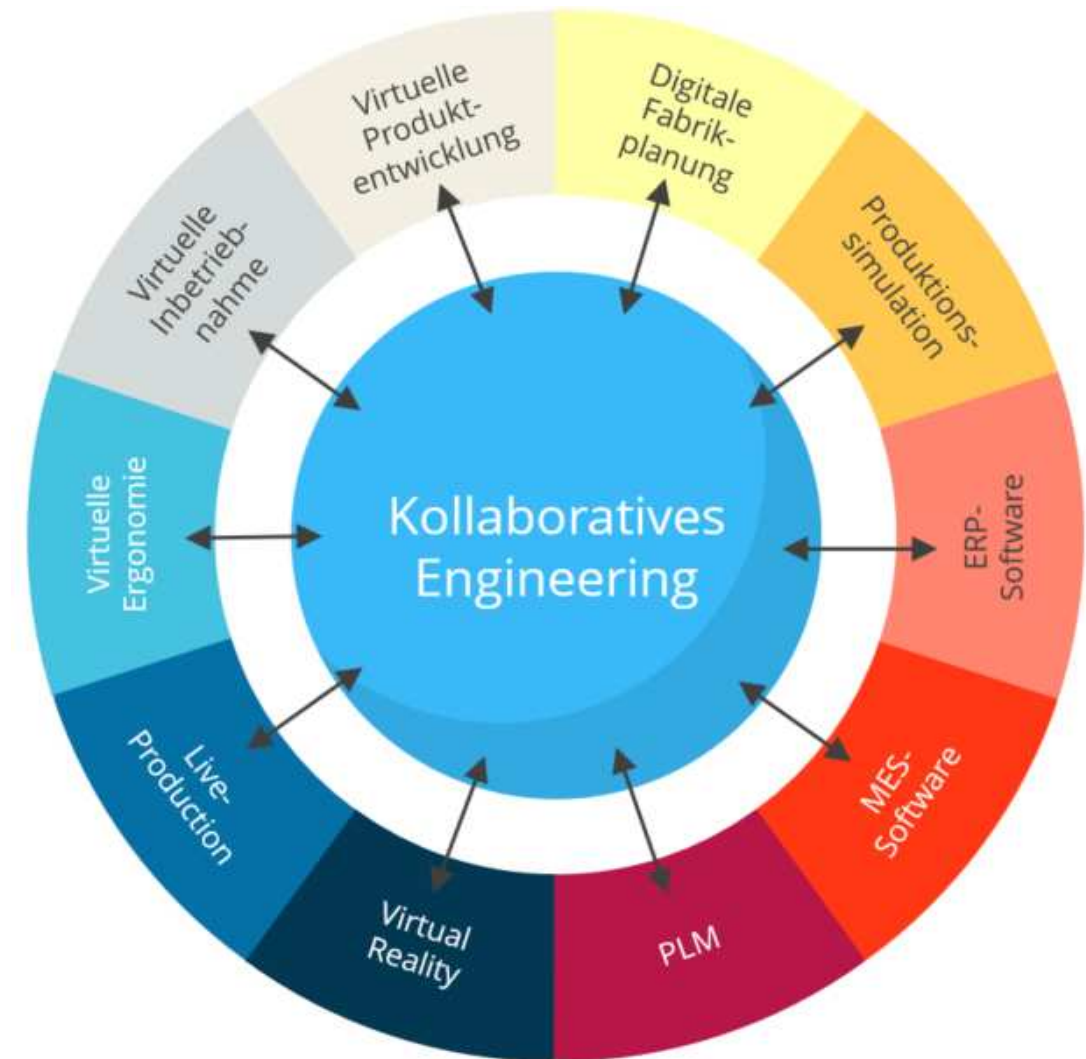 Virtuelle
Produkt-
entwicklung
Digitale
Fabrik-
planung
Produktions-
simulation
ERP-
Software
MES-
Software
PLM
Virtual
Reality
Live-
Production
Virtuelle
Ergonomie
Virtuelle
Inbetrieb-
nahme
Kollaboratives
Engineering